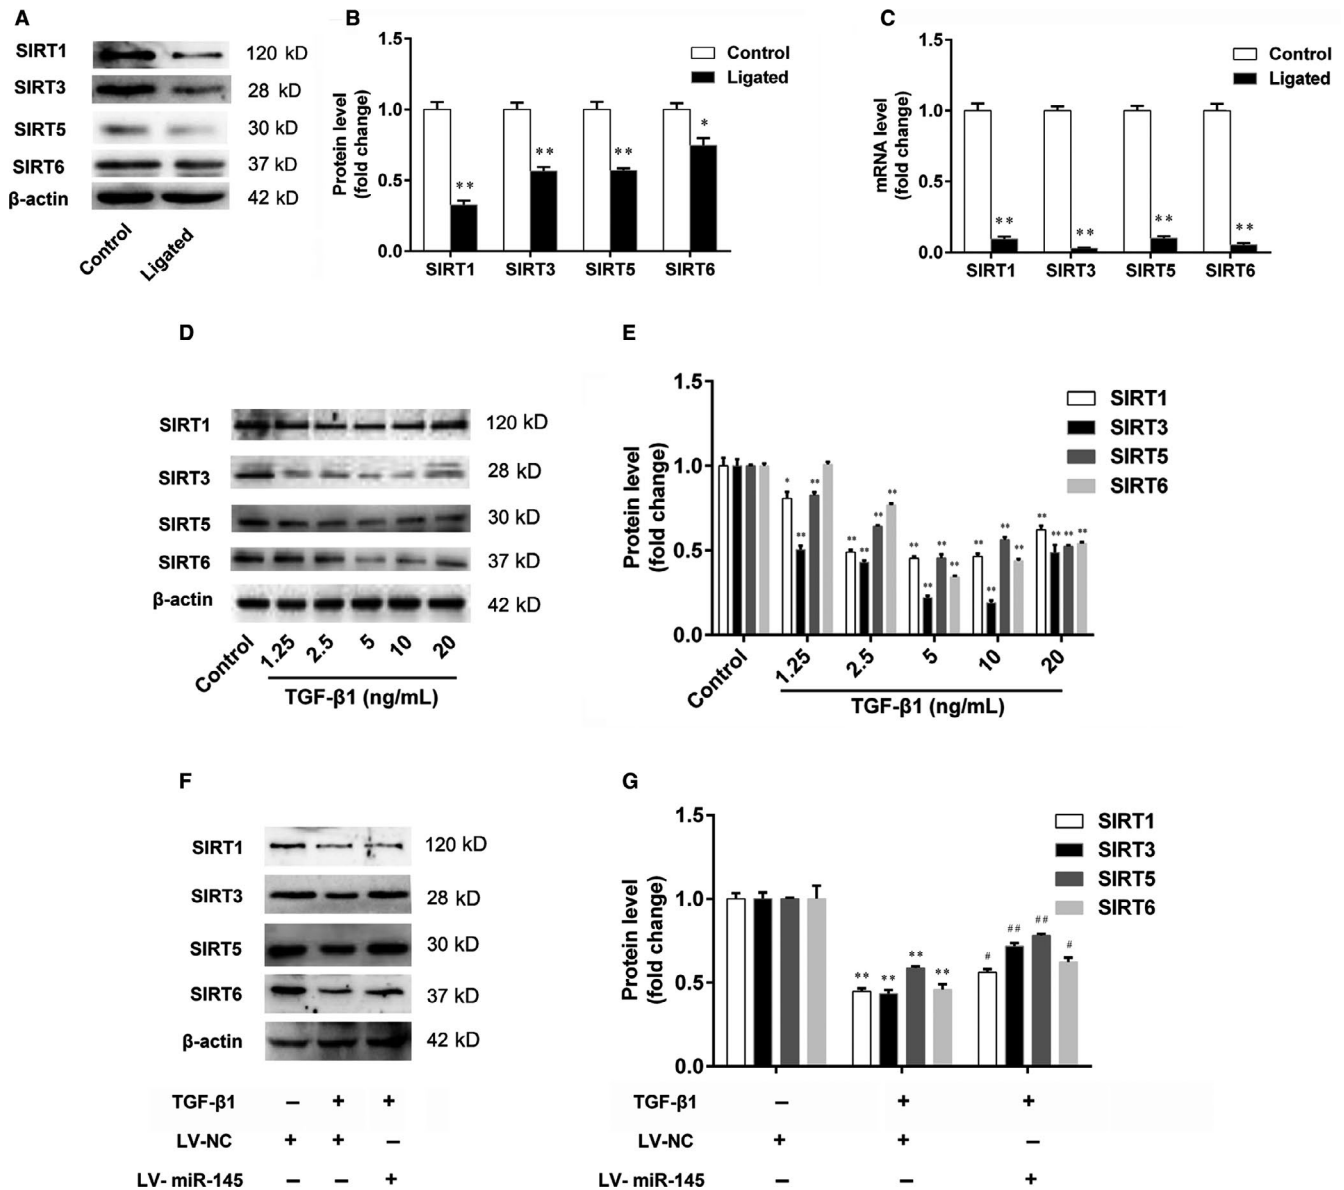 A
SIRT1 120 kD
SIRT3 28 kD
SIRT5 30 kD
SIRT6 37 kD
β-actin 42 kD
Control Ligated
B
1.5
1.0
0.5
0.0
Protein level
(fold change)
Control
Ligated
** ** ** *
SIRT1 SIRT3 SIRT5 SIRT6
C
1.5
1.0
0.5
0.0
mRNA level
(fold change)
Control
Ligated
** ** ** **
SIRT1 SIRT3 SIRT5 SIRT6
D
SIRT1 120 kD
SIRT3 28 kD
SIRT5 30 kD
SIRT6 37 kD
β-actin 42 kD
Control 1.25 2.5 5 10 20
TGF-β1 (ng/mL)
E
1.5
1.0
0.5
0.0
Protein level
(fold change)
SIRT1
SIRT3
SIRT5
SIRT6
* ** **
** ** ** **
** ** ** **
** ** ** **
** ** ** **
Control 1.25 2.5 5 10 20
TGF-β1 (ng/mL)
F
SIRT1 120 kD
SIRT3 28 kD
SIRT5 30 kD
SIRT6 37 kD
β-actin 42 kD
TGF-β1 – + +
LV-NC + + –
LV- miR-145 – – +
G
1.5
1.0
0.5
0.0
Protein level
(fold change)
SIRT1
SIRT3
SIRT5
SIRT6
** ** ** **
# ## ## #
TGF-β1 – + +
LV-NC + + –
LV- miR-145 – – +